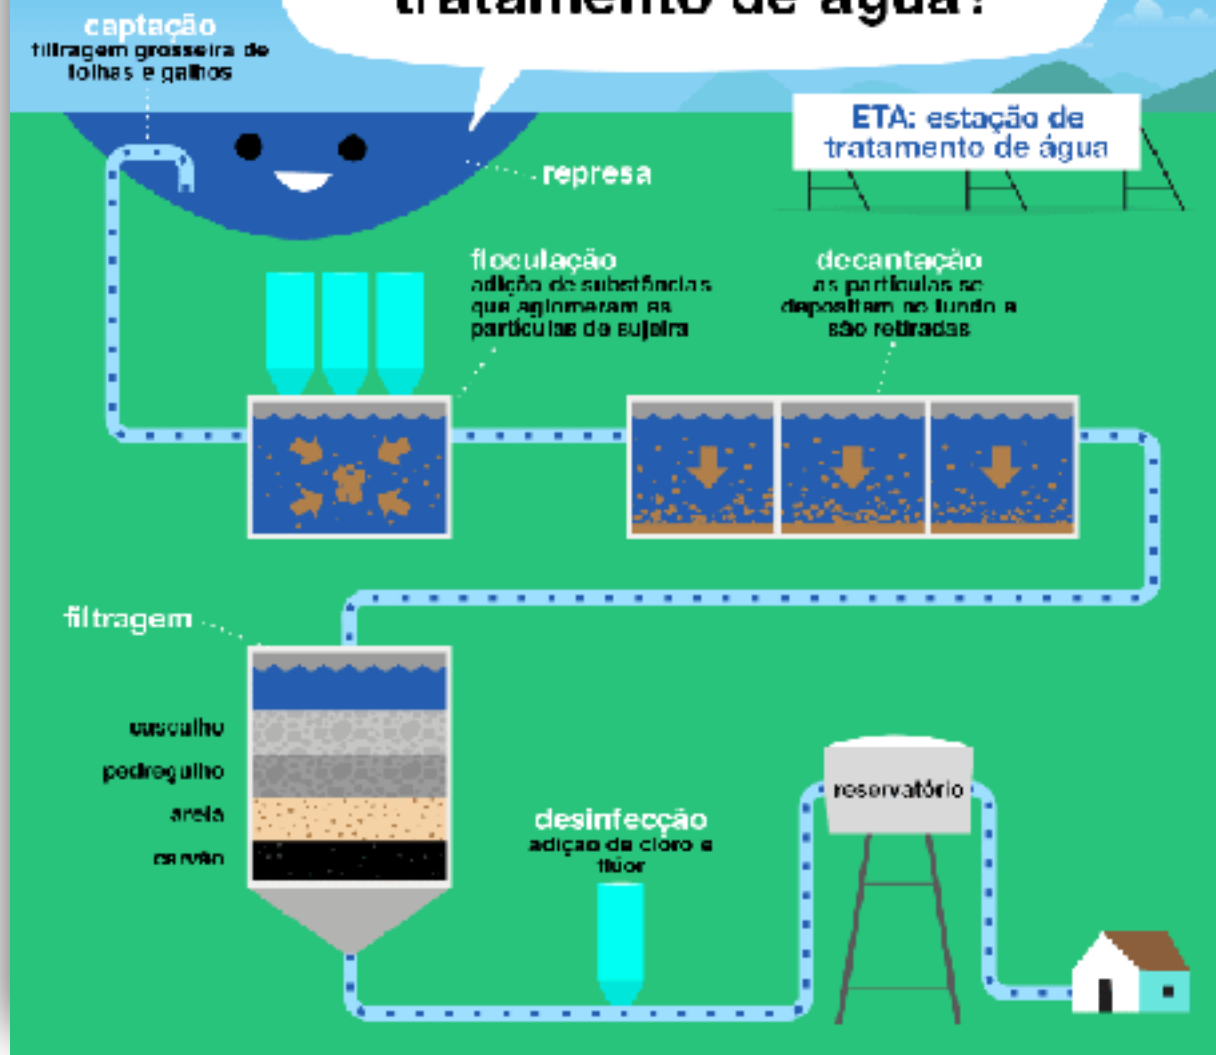 tratamento de água?
captação
filtragem grosseira de
folhas e galhos
ETA: estação de
tratamento de água
represa
floculação
adição de substâncias
que aglomeram as
partículas de sujeira
decantação
as partículas se
depositam no fundo e
são retiradas
filtragem
cascalho
pedregulho
areia
carvão
desinfecção
adição de cloro e
flúor
reservatório